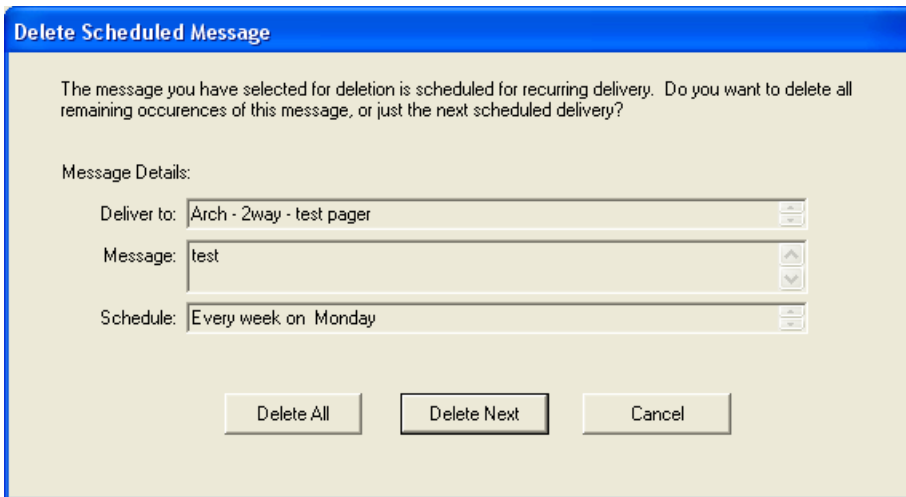 Delete Scheduled Message
The message you have selected for deletion is scheduled for recurring delivery.  Do you want to delete all
remaining occurences of this message, or just the next scheduled delivery?
Message Details:
Deliver to: Arch - 2way - test pager
Message: test
Schedule: Every week on  Monday
Delete All Delete Next Cancel